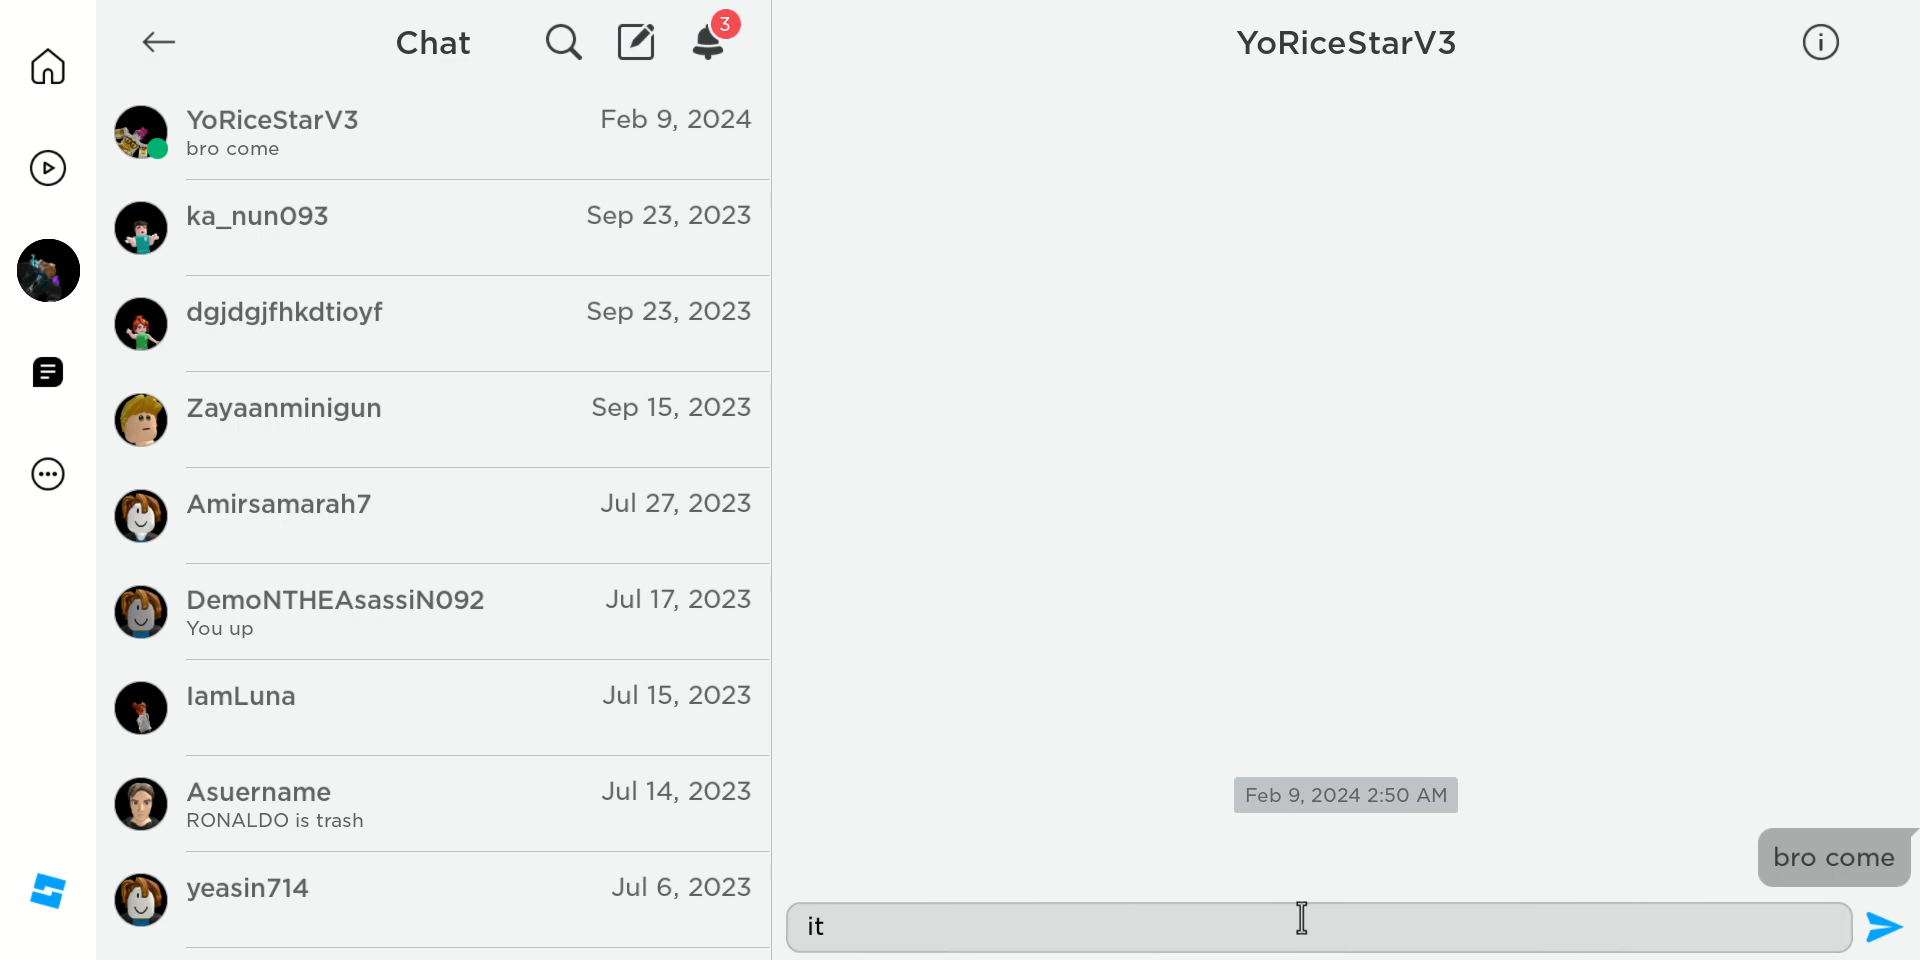 Chat
3
YoRiceStarV3
Feb 9, 2024
bro come
ka_nun093
Sep 23, 2023
dgjdgjfhkdtioyf
Sep 23, 2023
Zayaanminigun
Sep 15, 2023
Amirsamarah7
Jul 27, 2023
DemoNTHEAsassiN092
Jul 17, 2023
You up
IamLuna
Jul 15, 2023
Asuername
Jul 14, 2023
RONALDO is trash
yeasin714
Jul 6, 2023
YoRiceStarV3
Feb 9, 2024 2:50 AM
bro come
it